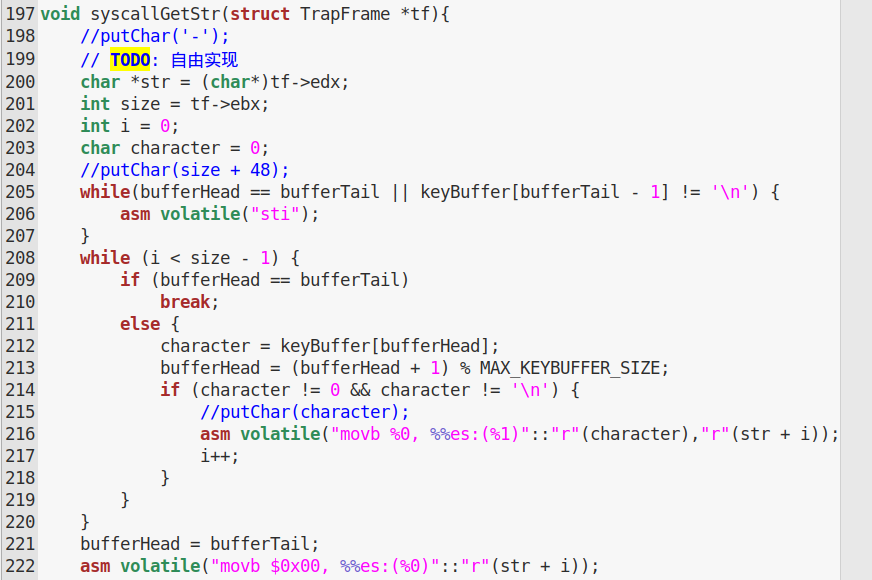 197 void syscallGetStr(struct TrapFrame *tf){
198     //putChar('-');
199     // TODO: 自由实现
200     char *str = (char*)tf->edx;
201     int size = tf->ebx;
202     int i = 0;
203     char character = 0;
204     //putChar(size + 48);
205     while(bufferHead == bufferTail || keyBuffer[bufferTail - 1] != '\n') {
206         asm volatile("sti");
207     }
208     while (i < size - 1) {
209         if (bufferHead == bufferTail)
210             break;
211         else {
212             character = keyBuffer[bufferHead];
213             bufferHead = (bufferHead + 1) % MAX_KEYBUFFER_SIZE;
214             if (character != 0 && character != '\n') {
215                 //putChar(character);
216                 asm volatile("movb %0, %%es:(%1)"::"r"(character),"r"(str + i));
217                 i++;
218             }
219         }
220     }
221     bufferHead = bufferTail;
222     asm volatile("movb $0x00, %%es:(%0)"::"r"(str + i));